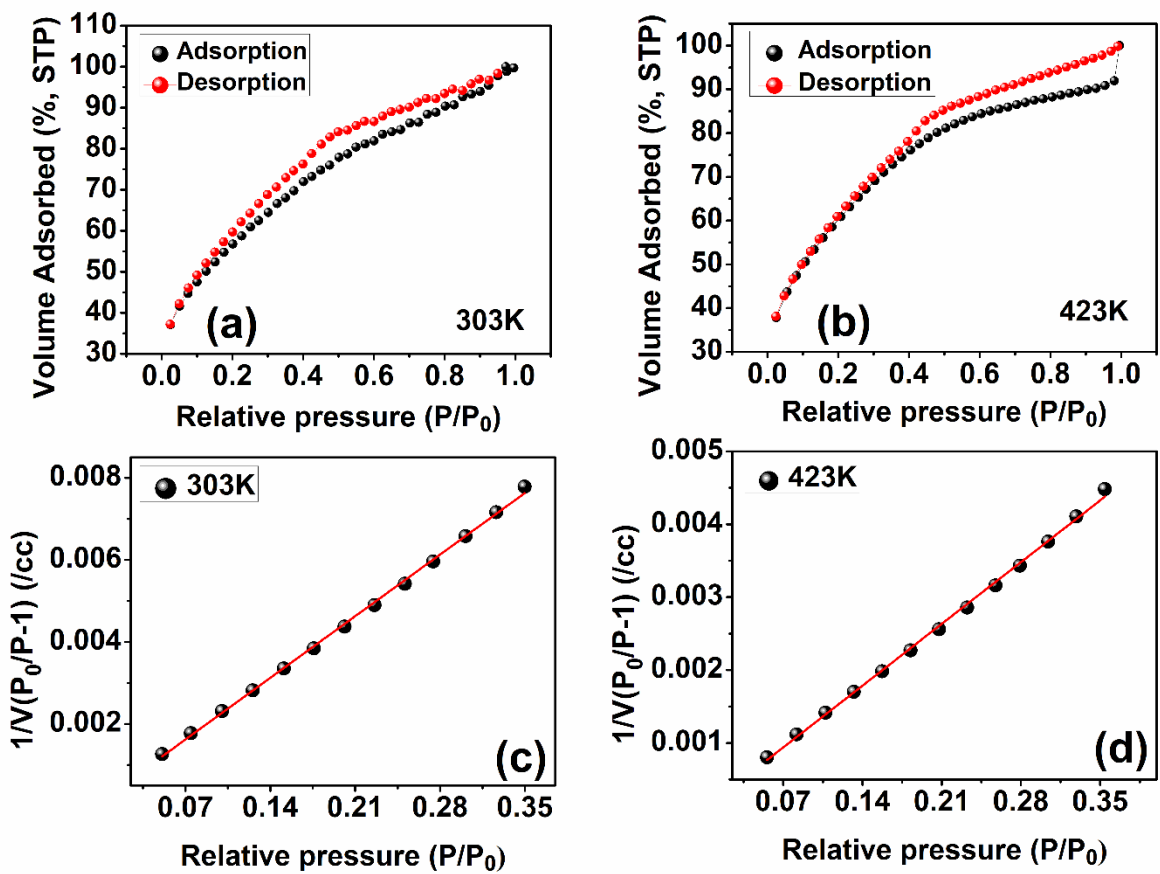 Volume Adsorbed (%, STP)
110
100
90
80
70
60
50
40
30
Adsorption
Desorption
(a)
303K
0.0 0.2 0.4 0.6 0.8 1.0
Relative pressure (P/P0)
Volume Adsorbed (%, STP)
100
90
80
70
60
50
40
30
Adsorption
Desorption
(b)
423K
0.0 0.2 0.4 0.6 0.8 1.0
Relative pressure (P/P0)
1/V(P0/P-1) (/cc)
0.008
0.006
0.004
0.002
303K
(c)
0.07 0.14 0.21 0.28 0.35
Relative pressure (P/P0)
1/V(P0/P-1) (/cc)
0.005
0.004
0.003
0.002
0.001
423K
(d)
0.07 0.14 0.21 0.28 0.35
Relative pressure (P/P0)